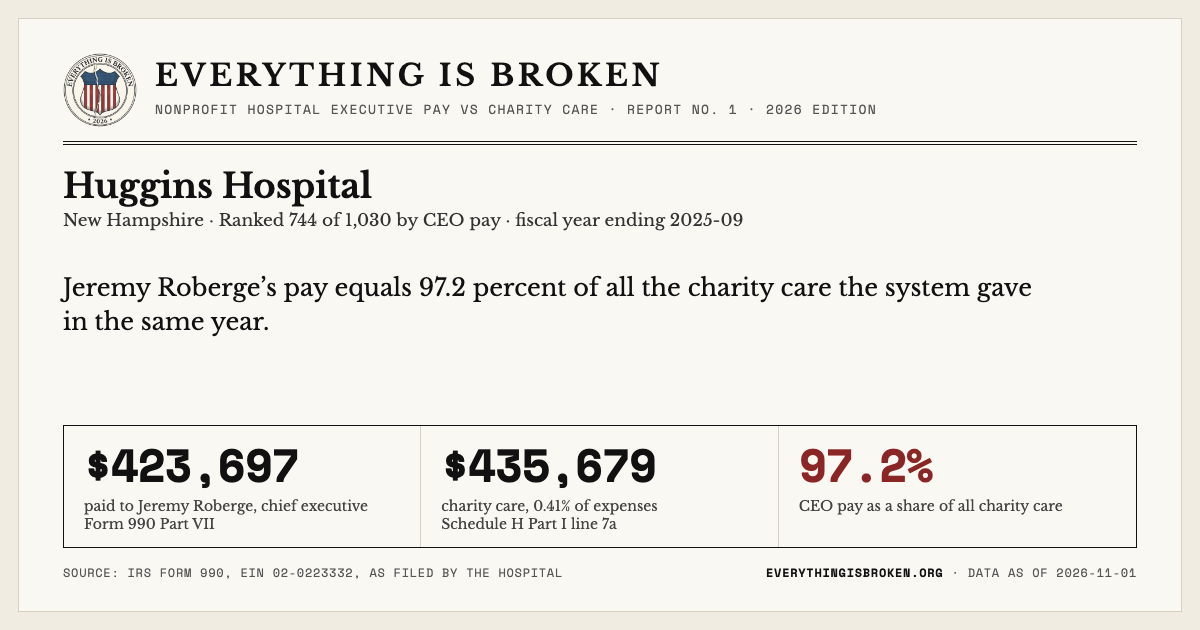 EVERYTHING IS BROKEN
2026
EVERYTHING IS BROKEN
NONPROFIT HOSPITAL EXECUTIVE PAY VS CHARITY CARE · REPORT NO. 1 · 2026 EDITION
Huggins Hospital
New Hampshire · Ranked 744 of 1,030 by CEO pay · fiscal year ending 2025-09
Jeremy Roberge’s pay equals 97.2 percent of all the charity care the system gave
in the same year.
$423,697
paid to Jeremy Roberge, chief executive
Form 990 Part VII
$435,679
charity care, 0.41% of expenses
Schedule H Part I line 7a
97.2%
CEO pay as a share of all charity care
SOURCE: IRS FORM 990, EIN 02-0223332, AS FILED BY THE HOSPITAL
EVERYTHINGISBROKEN.ORG · DATA AS OF 2026-11-01